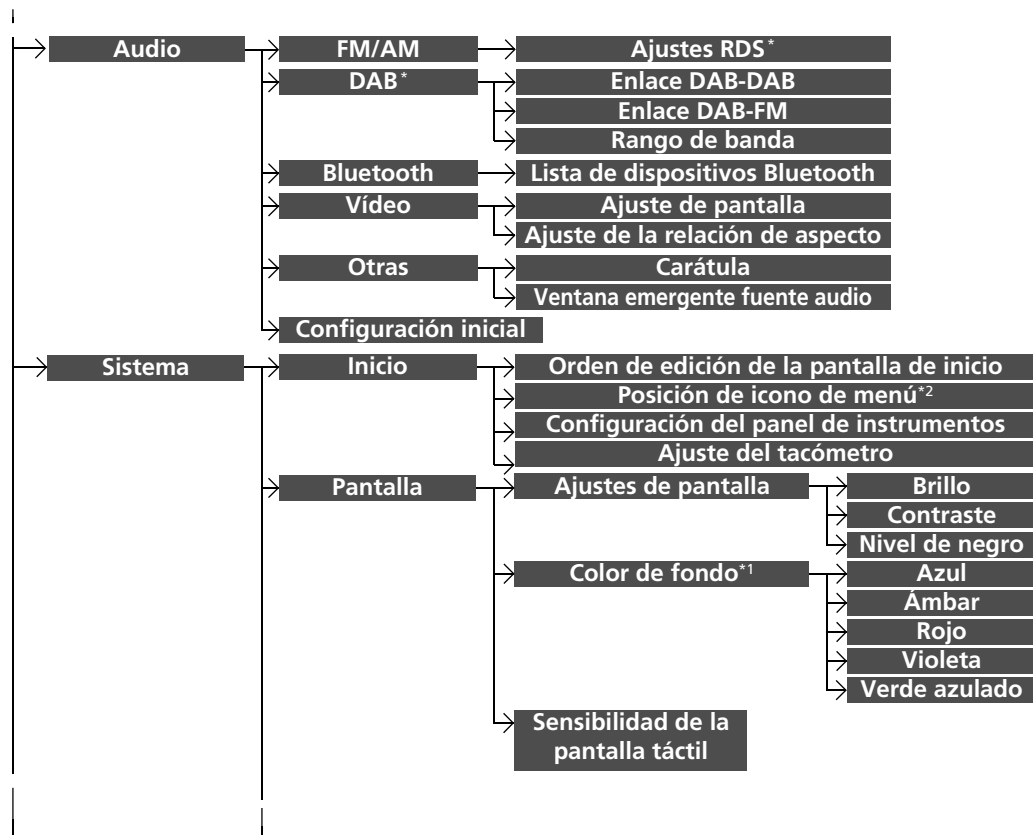 Audio
FM/AM
Ajustes RDS*
DAB*
Enlace DAB-DAB
Enlace DAB-FM
Rango de banda
Bluetooth
Lista de dispositivos Bluetooth
Vídeo
Ajuste de pantalla
Ajuste de la relación de aspecto
Otras
Carátula
Ventana emergente fuente audio
Configuración inicial
Sistema
Inicio
Orden de edición de la pantalla de inicio
Posición de icono de menú*2
Configuración del panel de instrumentos
Ajuste del tacómetro
Pantalla
Ajustes de pantalla
Brillo
Contraste
Nivel de negro
Color de fondo*1
Azul
Ámbar
Rojo
Violeta
Verde azulado
Sensibilidad de la
pantalla táctil